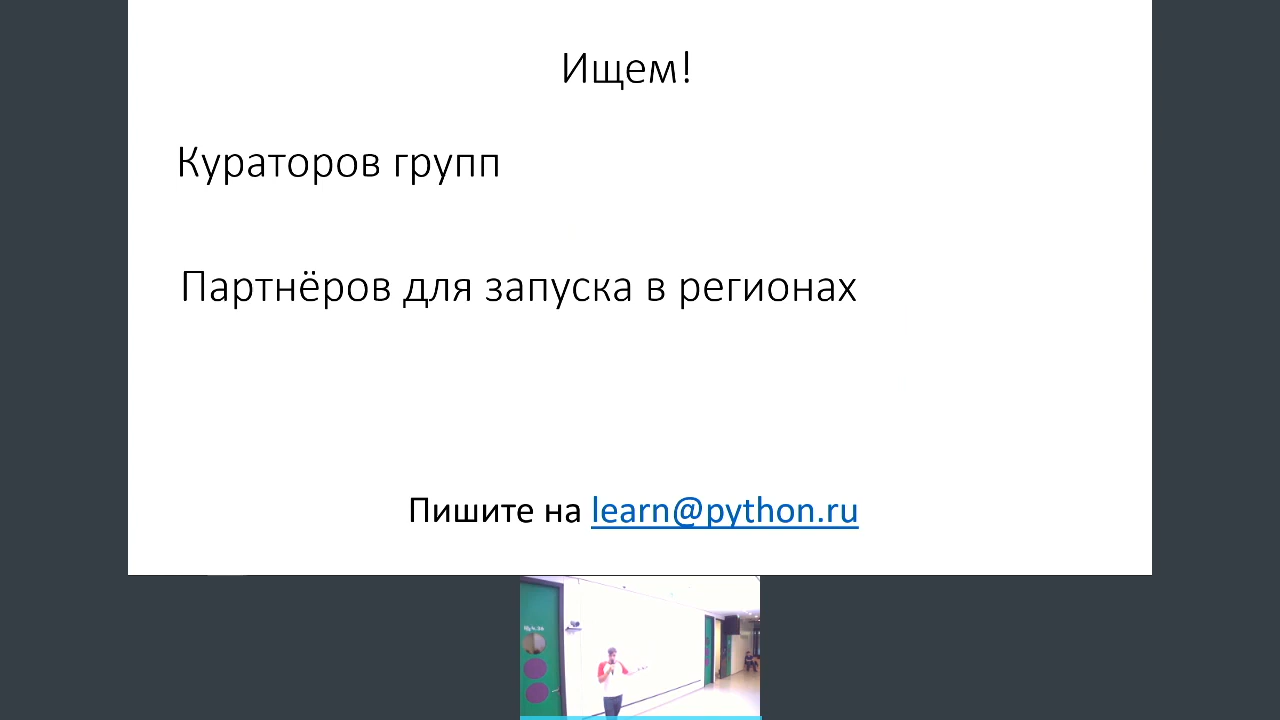 Ищем!
Кураторов групп
Партнёров для запуска в регионах
Пишите на learn@python.ru